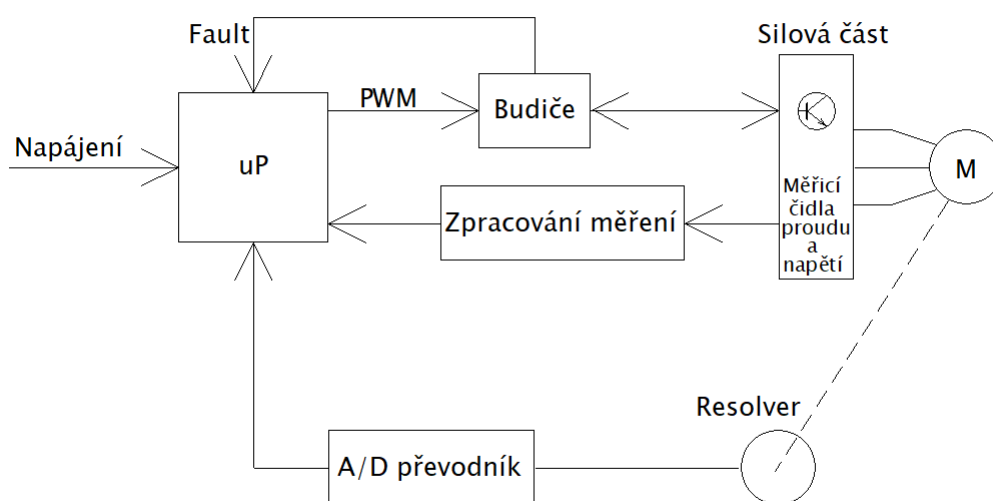 Fault
Silová část
PWM
Budiče
Napájení
uP
M
Zpracování měření
Měřicí
čidla
proudu
a
napětí
Resolver
A/D převodník